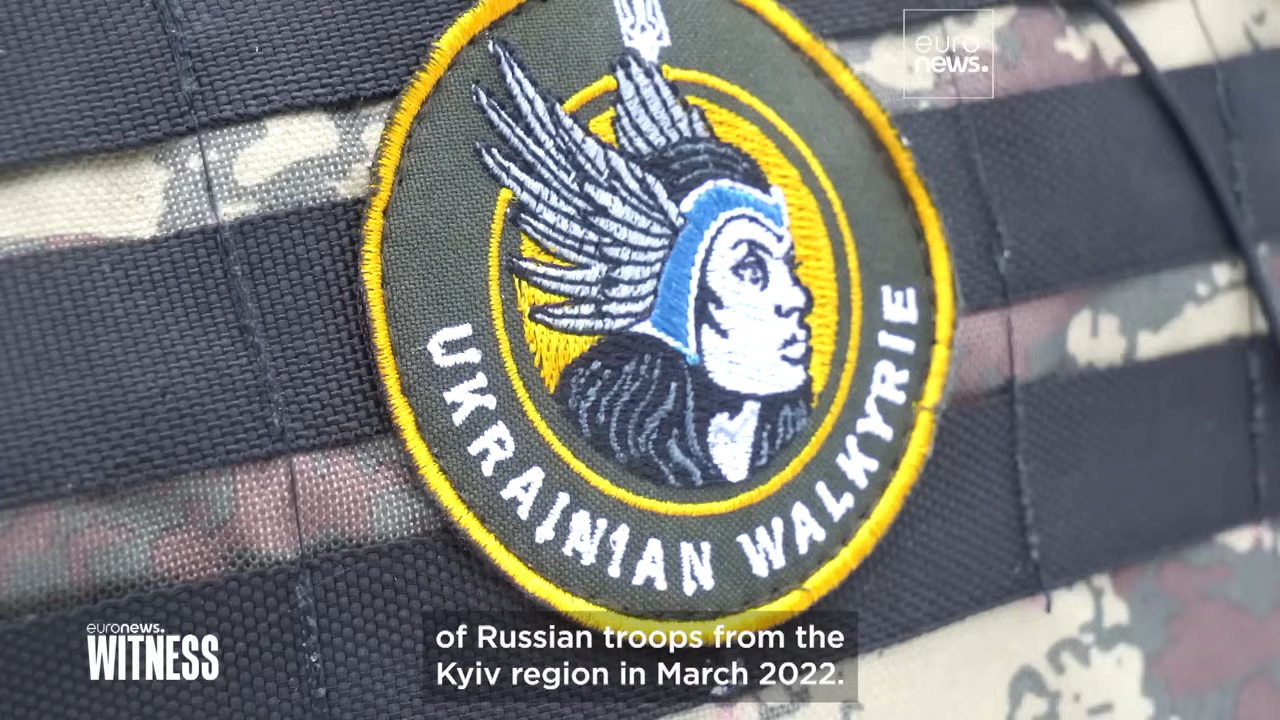 euro
news.
UKRAINIAN WALKYRIE
euronews.
WITNESS
of Russian troops from the
Kyiv region in March 2022.